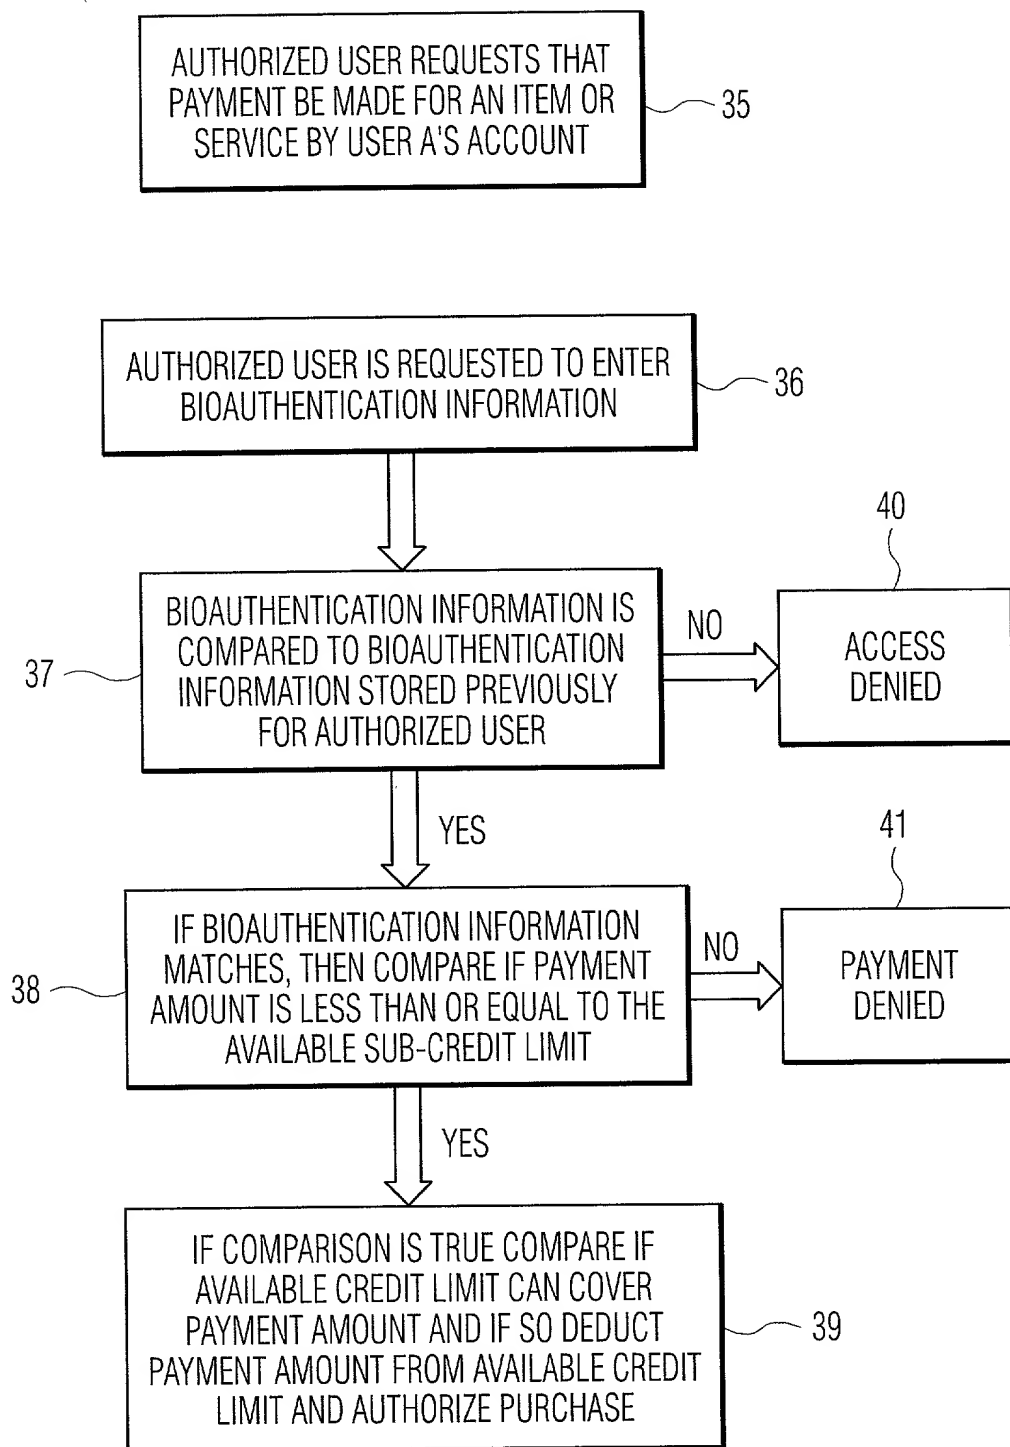 AUTHORIZED USER REQUESTS THAT
PAYMENT BE MADE FOR AN ITEM OR
SERVICE BY USER A'S ACCOUNT
35
AUTHORIZED USER IS REQUESTED TO ENTER
BIOAUTHENTICATION INFORMATION
36
BIOAUTHENTICATION INFORMATION IS
COMPARED TO BIOAUTHENTICATION
INFORMATION STORED PREVIOUSLY
FOR AUTHORIZED USER
37
NO
40
ACCESS
DENIED
YES
IF BIOAUTHENTICATION INFORMATION
MATCHES, THEN COMPARE IF PAYMENT
AMOUNT IS LESS THAN OR EQUAL TO THE
AVAILABLE SUB-CREDIT LIMIT
38
NO
41
PAYMENT
DENIED
YES
IF COMPARISON IS TRUE COMPARE IF
AVAILABLE CREDIT LIMIT CAN COVER
PAYMENT AMOUNT AND IF SO DEDUCT
PAYMENT AMOUNT FROM AVAILABLE CREDIT
LIMIT AND AUTHORIZE PURCHASE
39